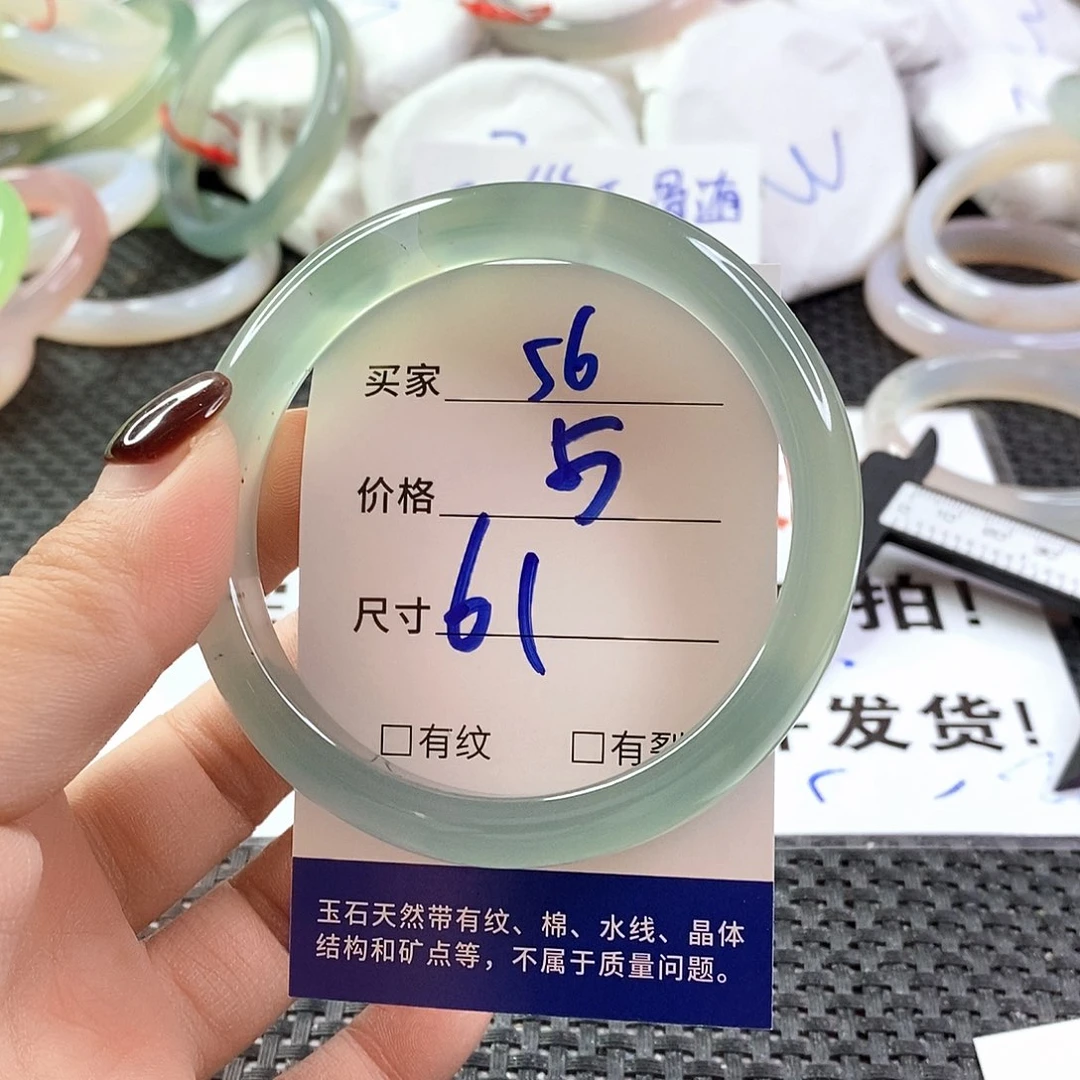 买家 56
价格 5
尺寸 61
□有纹 □有裂
玉石天然带有纹、棉、水线、晶体
结构和矿点等，不属于质量问题。
拍！
发货！